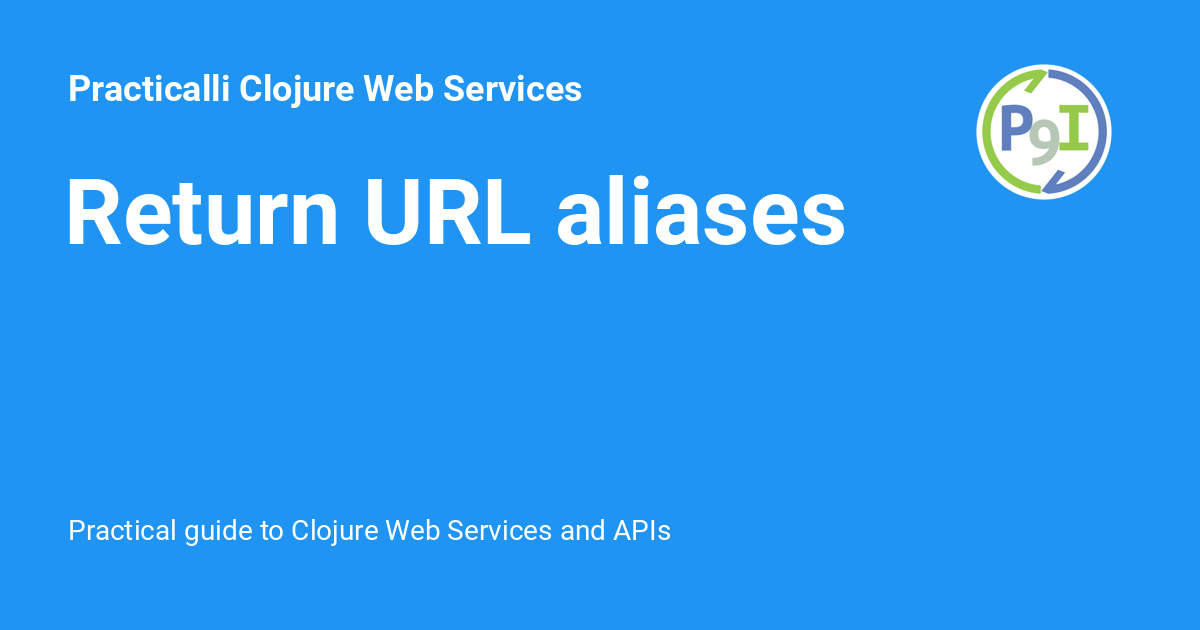 Practicalli Clojure Web Services
P9I
Return URL aliases
Practical guide to Clojure Web Services and APIs